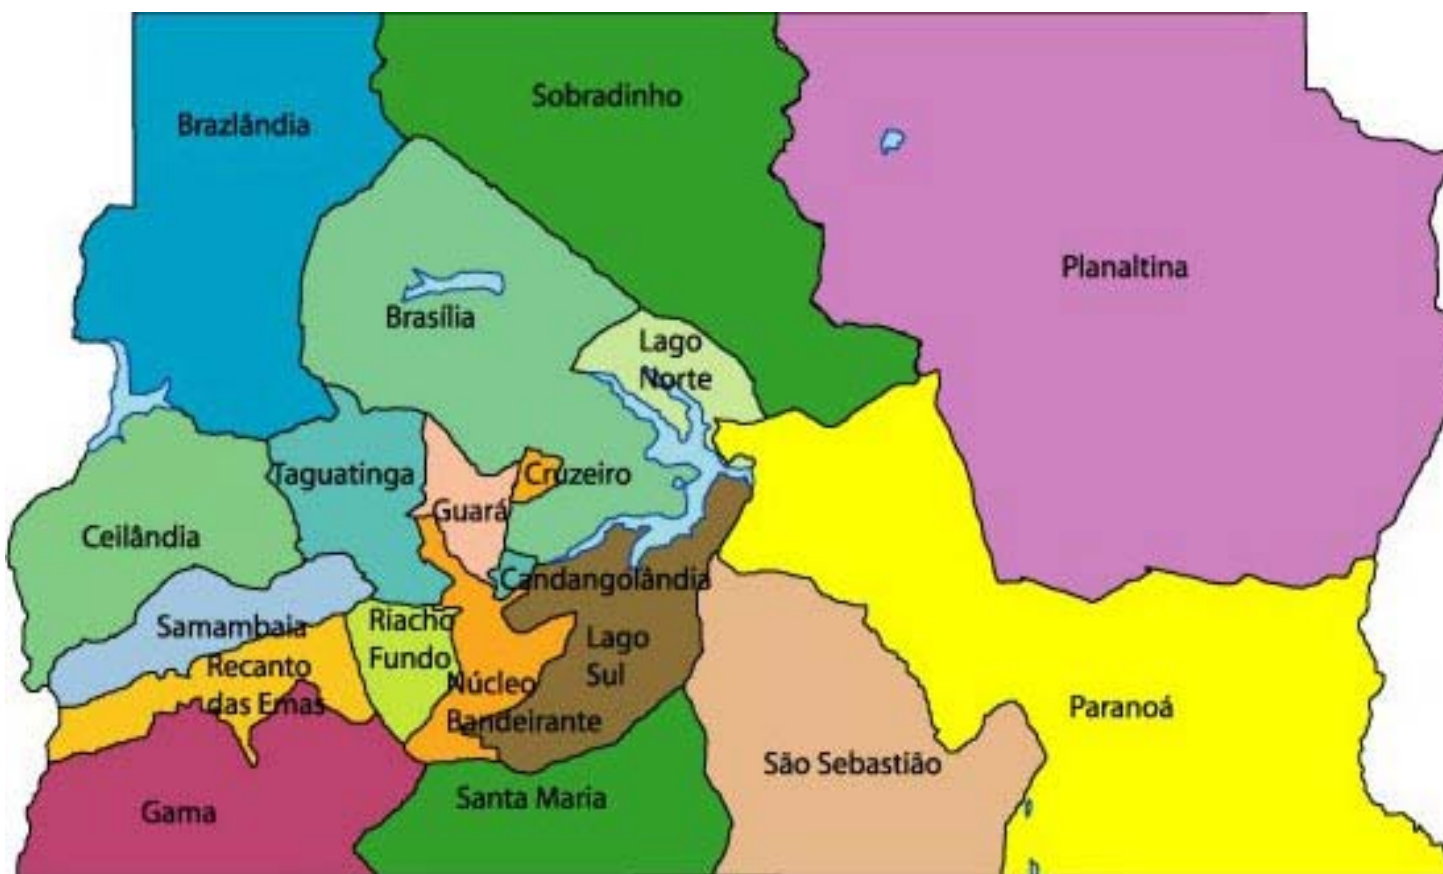 Sobradinho
Brazlândia
Planaltina
Brasília
Lago
Norte
Taguatinga
Cruzeiro
Guará
Ceilândia
Candangolândia
Samambaia
Riacho
Fundo
Lago
Sul
Recanto
das Emas
Núcleo
Bandeirante
Paranoá
São Sebastião
Santa Maria
Gama